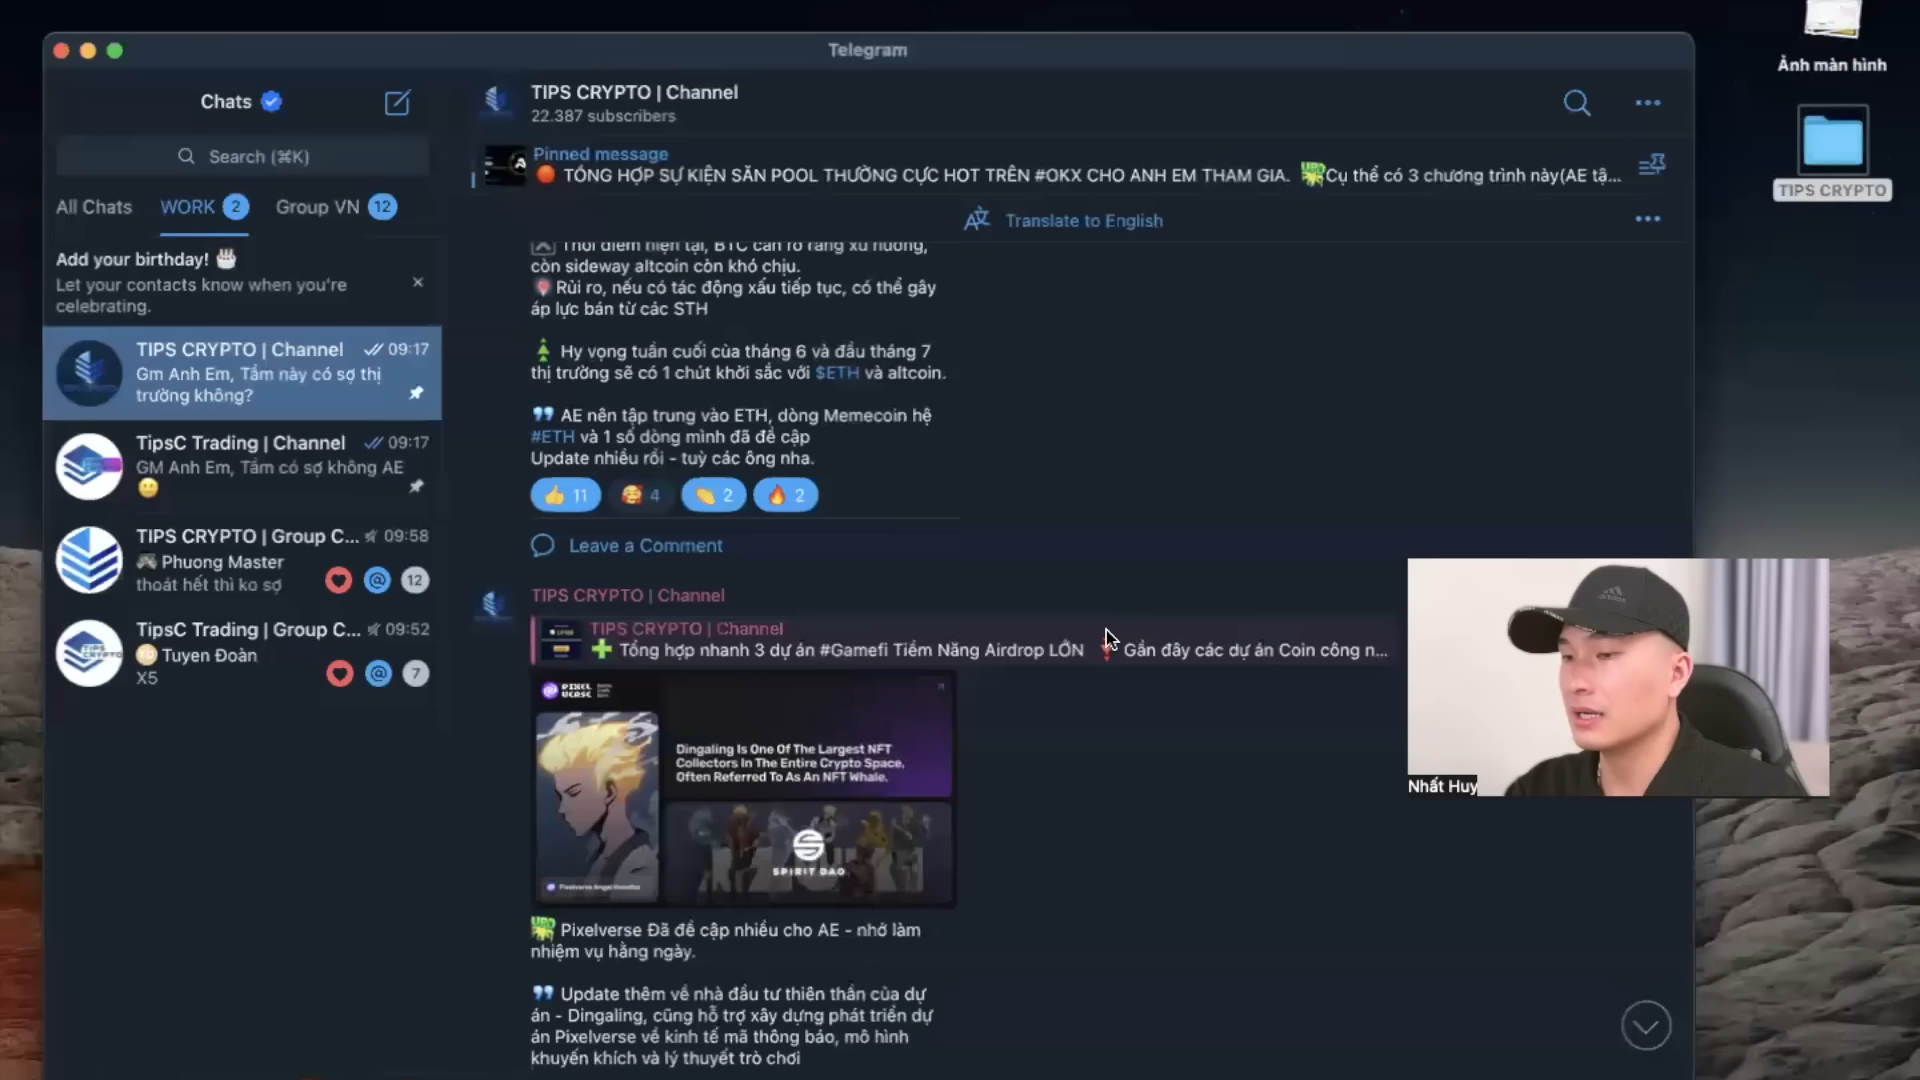 Telegram
Ảnh màn hình
TIPS CRYPTO
Chats
Search (⌘K)
All Chats WORK 2 Group VN 12
Add your birthday! 🎂
Let your contacts know when you're
celebrating.
TIPS CRYPTO | Channel 09:17
Gm Anh Em, Tầm này có sợ thị
trường không?
TipsC Trading | Channel 09:17
GM Anh Em, Tầm có sợ không AE
🙂
TIPS CRYPTO | Group C... 09:58
🎮 Phuong Master
thoát hết thì ko sợ 12
TipsC Trading | Group C... 09:52
Tuyen Đoàn
X5 7
TIPS CRYPTO | Channel
22.387 subscribers
Pinned message
🔴 TỔNG HỢP SỰ KIỆN SĂN POOL THƯỞNG CỰC HOT TRÊN #OKX CHO ANH EM THAM GIA. Cụ thể có 3 chương trình này(AE tậ...
Translate to English
Thời điểm hiện tại, BTC cần rõ ràng xu hướng,
còn sideway altcoin còn khó chịu.
Rủi ro, nếu có tác động xấu tiếp tục, có thể gây
áp lực bán từ các STH
Hy vọng tuần cuối của tháng 6 và đầu tháng 7
thị trường sẽ có 1 chút khởi sắc với $ETH và altcoin.
AE nên tập trung vào ETH, dòng Memecoin hệ
#ETH và 1 số dòng mình đã đề cập
Update nhiều rồi - tuỳ các ông nha.
👍 11 🥰 4 👏 2 🔥 2
Leave a Comment
TIPS CRYPTO | Channel
TIPS CRYPTO | Channel
➕ Tổng hợp nhanh 3 dự án #Gamefi Tiềm Năng Airdrop LỚN Gần đây các dự án Coin công n...
PIXEL
VERSE
Dingaling Is One Of The Largest NFT
Collectors In The Entire Crypto Space,
Often Referred To As An NFT Whale.
SPIRIT DAO
Pixelverse Đã đề cập nhiều cho AE - nhớ làm
nhiệm vụ hằng ngày.
Update thêm về nhà đầu tư thiên thần của dự
án - Dingaling, cũng hỗ trợ xây dựng phát triển dự
án Pixelverse về kinh tế mã thông báo, mô hình
khuyến khích và lý thuyết trò chơi
Nhất Huy